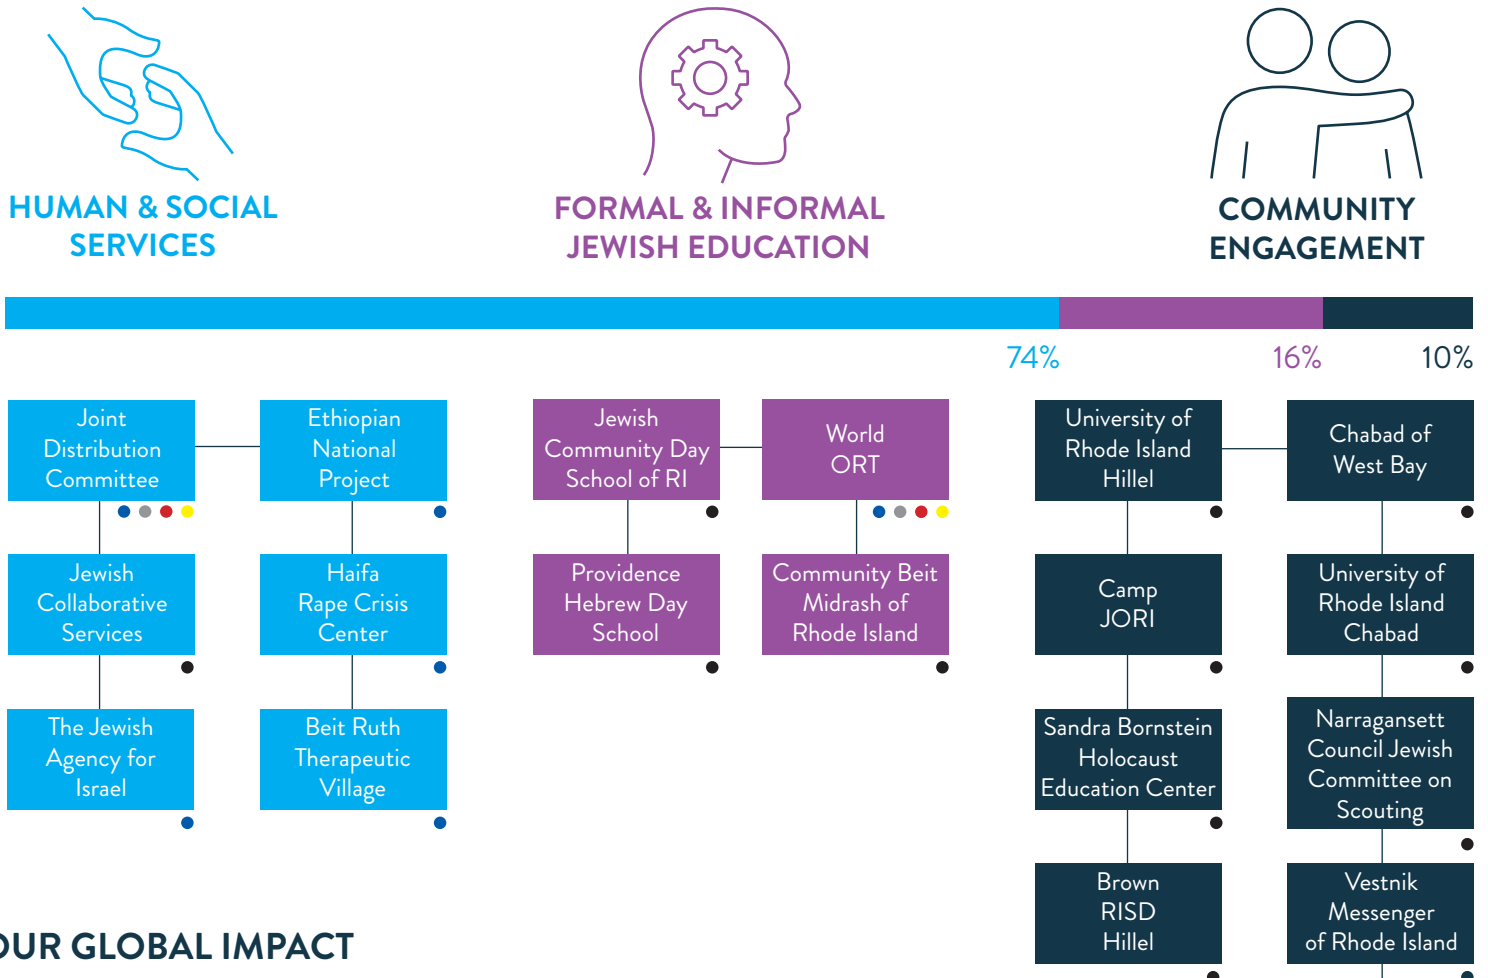 HUMAN & SOCIAL
SERVICES
FORMAL & INFORMAL
JEWISH EDUCATION
COMMUNITY
ENGAGEMENT
74%
16%
10%
Joint
Distribution
Committee
Ethiopian
National
Project
Jewish
Collaborative
Services
Haifa
Rape Crisis
Center
The Jewish
Agency for
Israel
Beit Ruth
Therapeutic
Village
Jewish
Community Day
School of RI
World
ORT
Providence
Hebrew Day
School
Community Beit
Midrash of
Rhode Island
University of
Rhode Island
Hillel
Chabad of
West Bay
Camp
JORI
University of
Rhode Island
Chabad
Sandra Bornstein
Holocaust
Education Center
Narragansett
Council Jewish
Committee on
Scouting
Brown
RISD
Hillel
Vestnik
Messenger
of Rhode Island
OUR GLOBAL IMPACT